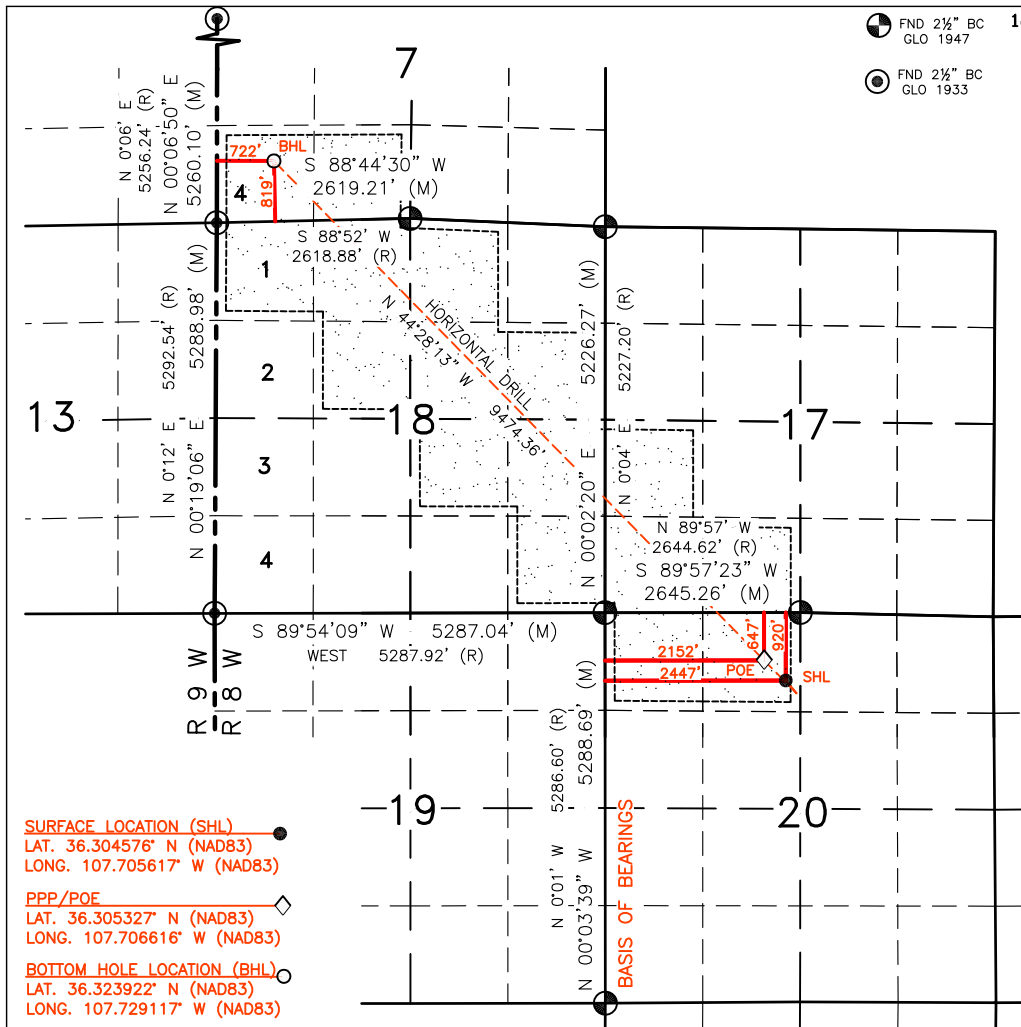 FND 2½" BC
GLO 1947
FND 2½" BC
GLO 1933
7
N 0°06' E
5256.24' (R)
N 00°06'50" E
5260.10' (M)
722'
BHL
819'
4
S 88°44'30" W
2619.21' (M)
S 88°52' W
2618.88' (R)
1
2
3
4
N 0°12' E 5292.54' (R)
N 00°19'06" E 5288.98' (M)
HORIZONTAL DRILL
N 44°28'13" W 9474.36'
N 00°02'20" E 5226.27' (M)
N 0°04' E 5227.20' (R)
13
18
17
N 89°57' W
2644.62' (R)
S 89°57'23" W
2645.26' (M)
S 89°54'09" W 5287.04' (M)
WEST 5287.92' (R)
647'
920'
2152'
POE
2447'
SHL
R 9 W
R 8 W
N 0°01' W 5286.60' (R)
N 00°03'39" W 5288.69' (M)
BASIS OF BEARINGS
19
20
SURFACE LOCATION (SHL)
LAT. 36.304576° N (NAD83)
LONG. 107.705617° W (NAD83)
PPP/POE
LAT. 36.305327° N (NAD83)
LONG. 107.706616° W (NAD83)
BOTTOM HOLE LOCATION (BHL)
LAT. 36.323922° N (NAD83)
LONG. 107.729117° W (NAD83)